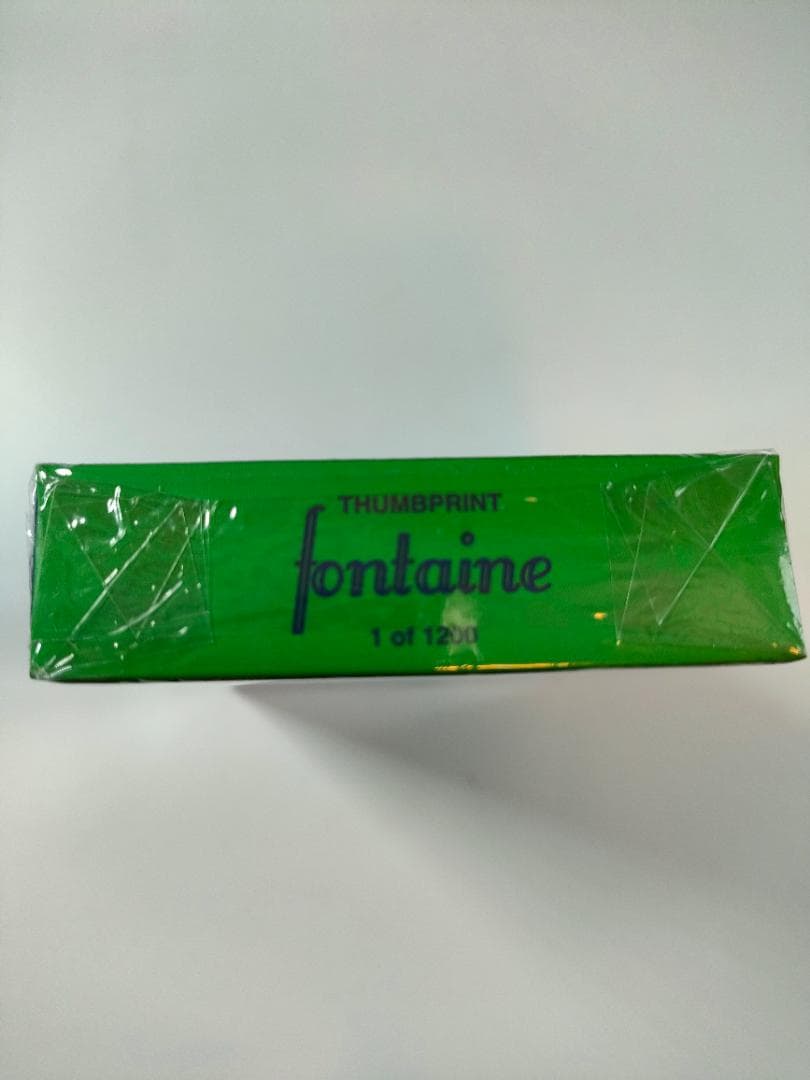 THUMBPRINT
fontaine
1 of 1200